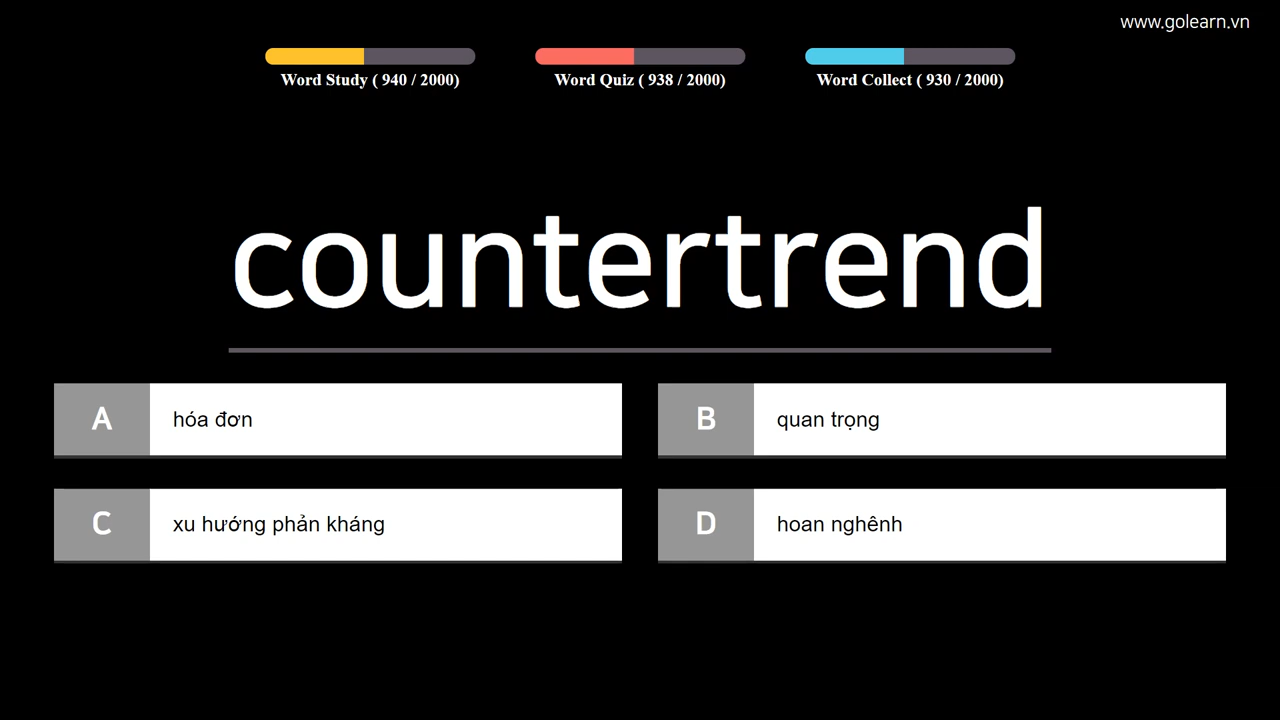 www.golearn.vn
Word Study ( 940 / 2000)
Word Quiz ( 938 / 2000)
Word Collect ( 930 / 2000)
countertrend
A hóa đơn
B quan trọng
C xu hướng phản kháng
D hoan nghênh